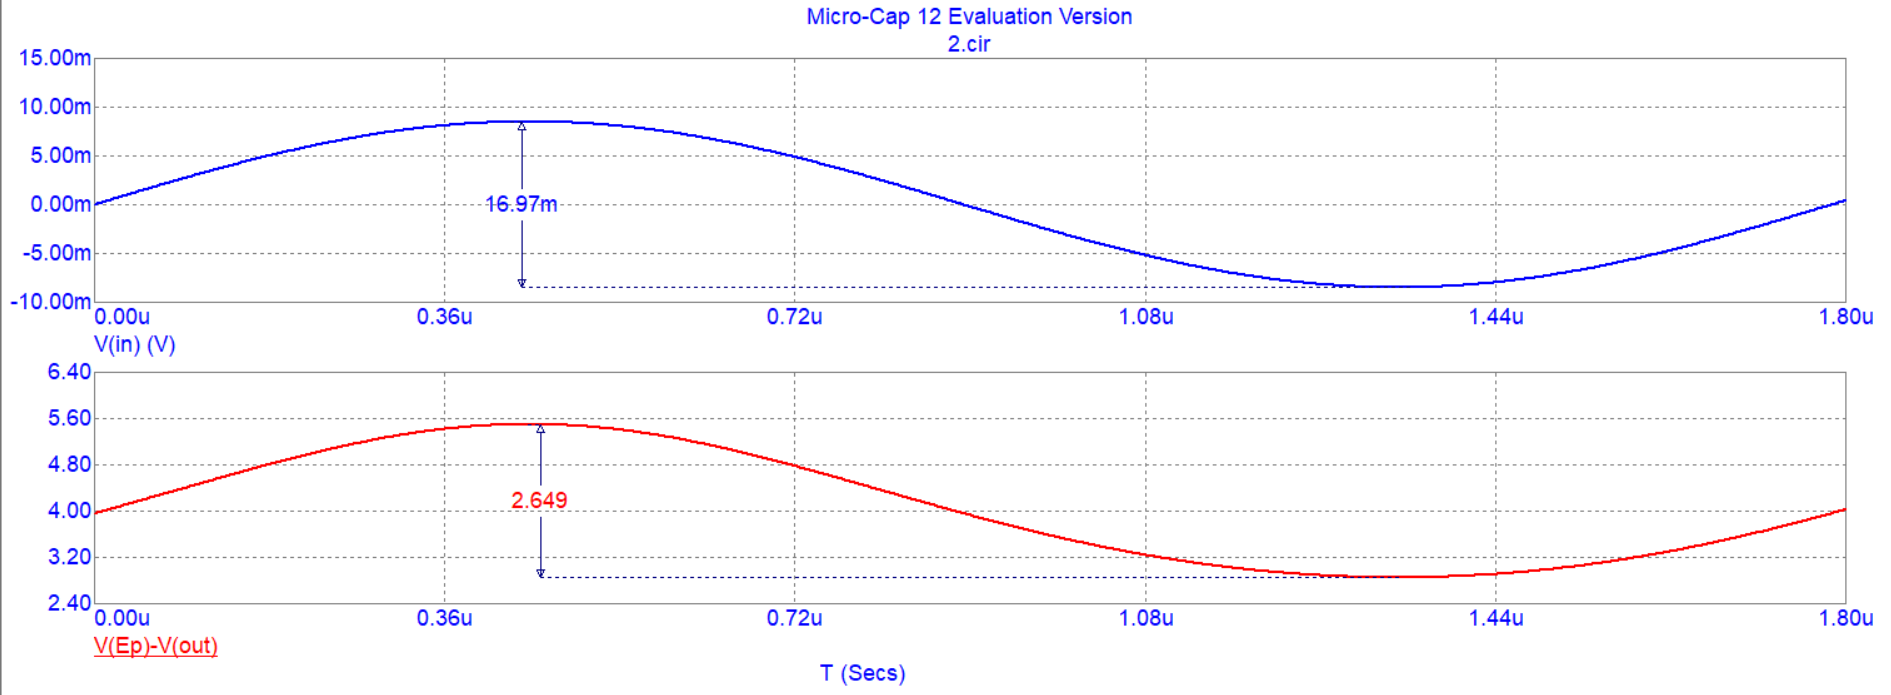 Micro-Cap 12 Evaluation Version
2.cir
15.00m
10.00m
5.00m
0.00m
-5.00m
-10.00m
16.97m
0.00u 0.36u 0.72u 1.08u 1.44u 1.80u
V(in) (V)
6.40
5.60
4.80
4.00
3.20
2.40
2.649
0.00u 0.36u 0.72u 1.08u 1.44u 1.80u
V(Ep)-V(out)
T (Secs)